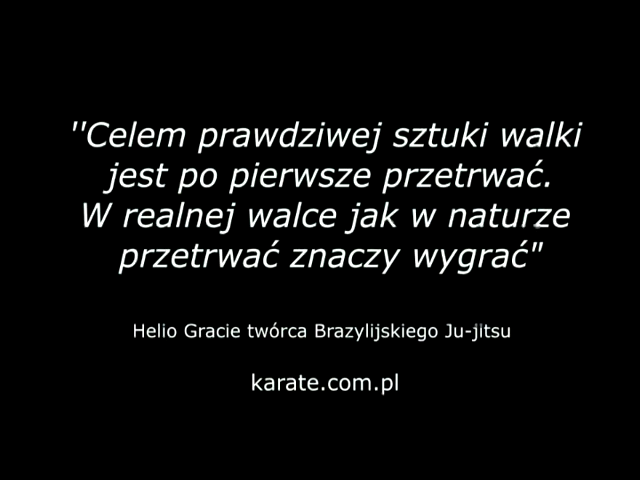 ''Celem prawdziwej sztuki walki
jest po pierwsze przetrwać.
W realnej walce jak w naturze
przetrwać znaczy wygrać"
Helio Gracie twórca Brazylijskiego Ju-jitsu
karate.com.pl